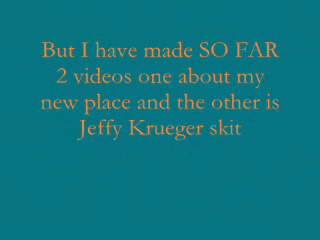 But I have made SO FAR
2 videos one about my
new place and the other is
Jeffy Krueger skit